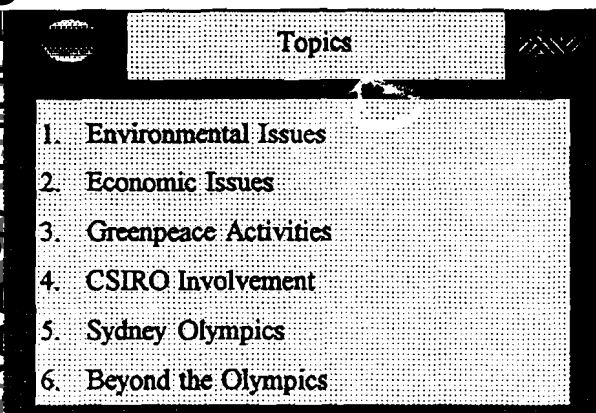 Topics
1. Environmental Issues
2. Economic Issues
3. Greenpeace Activities
4. CSIRO Involvement
5. Sydney Olympics
6. Beyond the Olympics